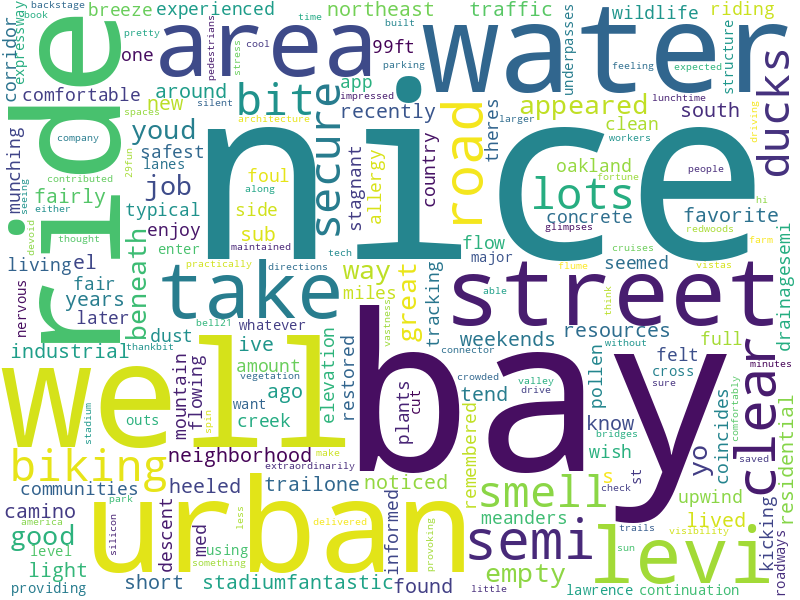 backstage
book
breeze
experienced
time
built
northeast
traffic
wildlife
riding
corridor
expressway
pretty
cool
stress
pedestrians
area
water
one
99ft
parking
feeling
expected
underpasses
structure
comfortable
around
silent
app
impressed
larger
lunchtime
ride
nice
bite
new
spaces
architecture
recently
appeared
south
ducks
munching
company
youd
secure
road
theres
clean
workers
driving
safest
lanes
foul
stagnant
allergy
country
oakland
people
contributed
29fun
job
along
lots
fortune
hi
seeing
either
fairly
typical
side
concrete
favorite
devoid
thought
enjoy
sub
maintained
flow
glimpses
redwoods
farm
enter
tech
major
seemed
cruises
vistas
living
el
beneath
practically
directions
way
great
tracking
able
flume
think
street
clear
drainagesemi
nervous
fair
years
take
miles
later
dust
bell21
whatever
vastness
weekends
resources
full
industrial
thankbit
ive
elevation
restored
connector
without
well
bay
mountain
flowing
vegetation
amount
crowded
valley
pollen
felt
cross
minutes
stadium
want
ago
plants
cut
drive
tend
sure
outs
spin
creek
know
coincides
comfortably
yo
saved
neighborhood
make
remembered
bridges
wish
biking
extraordinarily
communities
heeled
trailone
noticed
smell
s
st
check
residential
park
camino
america
urban
less
delivered
meanders
upwind
lived
good
level
silicon
descent
med
informed
provoking
semi
trails
visibility
kicking
roadways
light
using
something
empty
sun
levi
providing
short
stadiumfantastic
found
little
lawrence
continuation